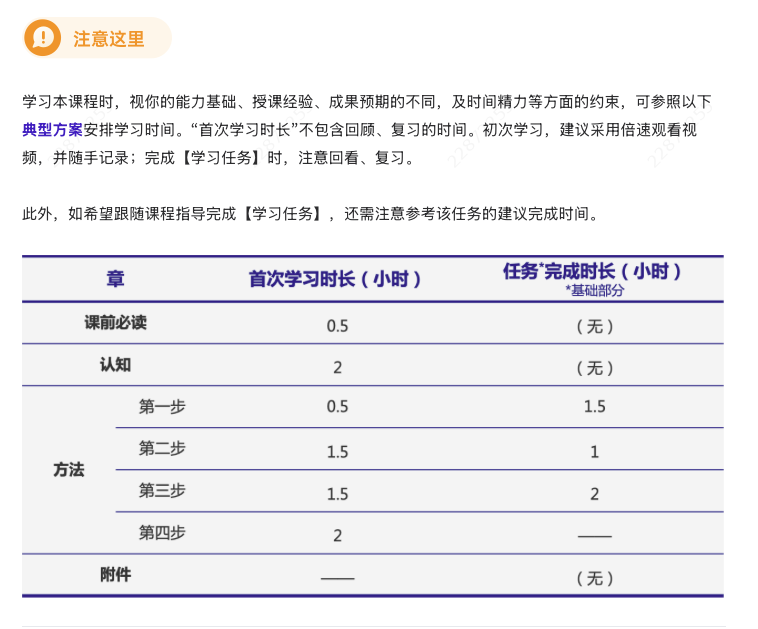 注意这里
学习本课程时，视你的能力基础、授课经验、成果预期的不同，及时间精力等方面的约束，可参照以下
典型方案安排学习时间。“首次学习时长”不包含回顾、复习的时间。初次学习，建议采用倍速观看视
频，并随手记录；完成【学习任务】时，注意回看、复习。
此外，如希望跟随课程指导完成【学习任务】，还需注意参考该任务的建议完成时间。
章 首次学习时长（小时） 任务*完成时长（小时）
*基础部分
课前必读 0.5 （无）
认知 2 （无）
第一步 0.5 1.5
第二步 1.5 1
方法
第三步 1.5 2
第四步 2 ——
附件 —— （无）